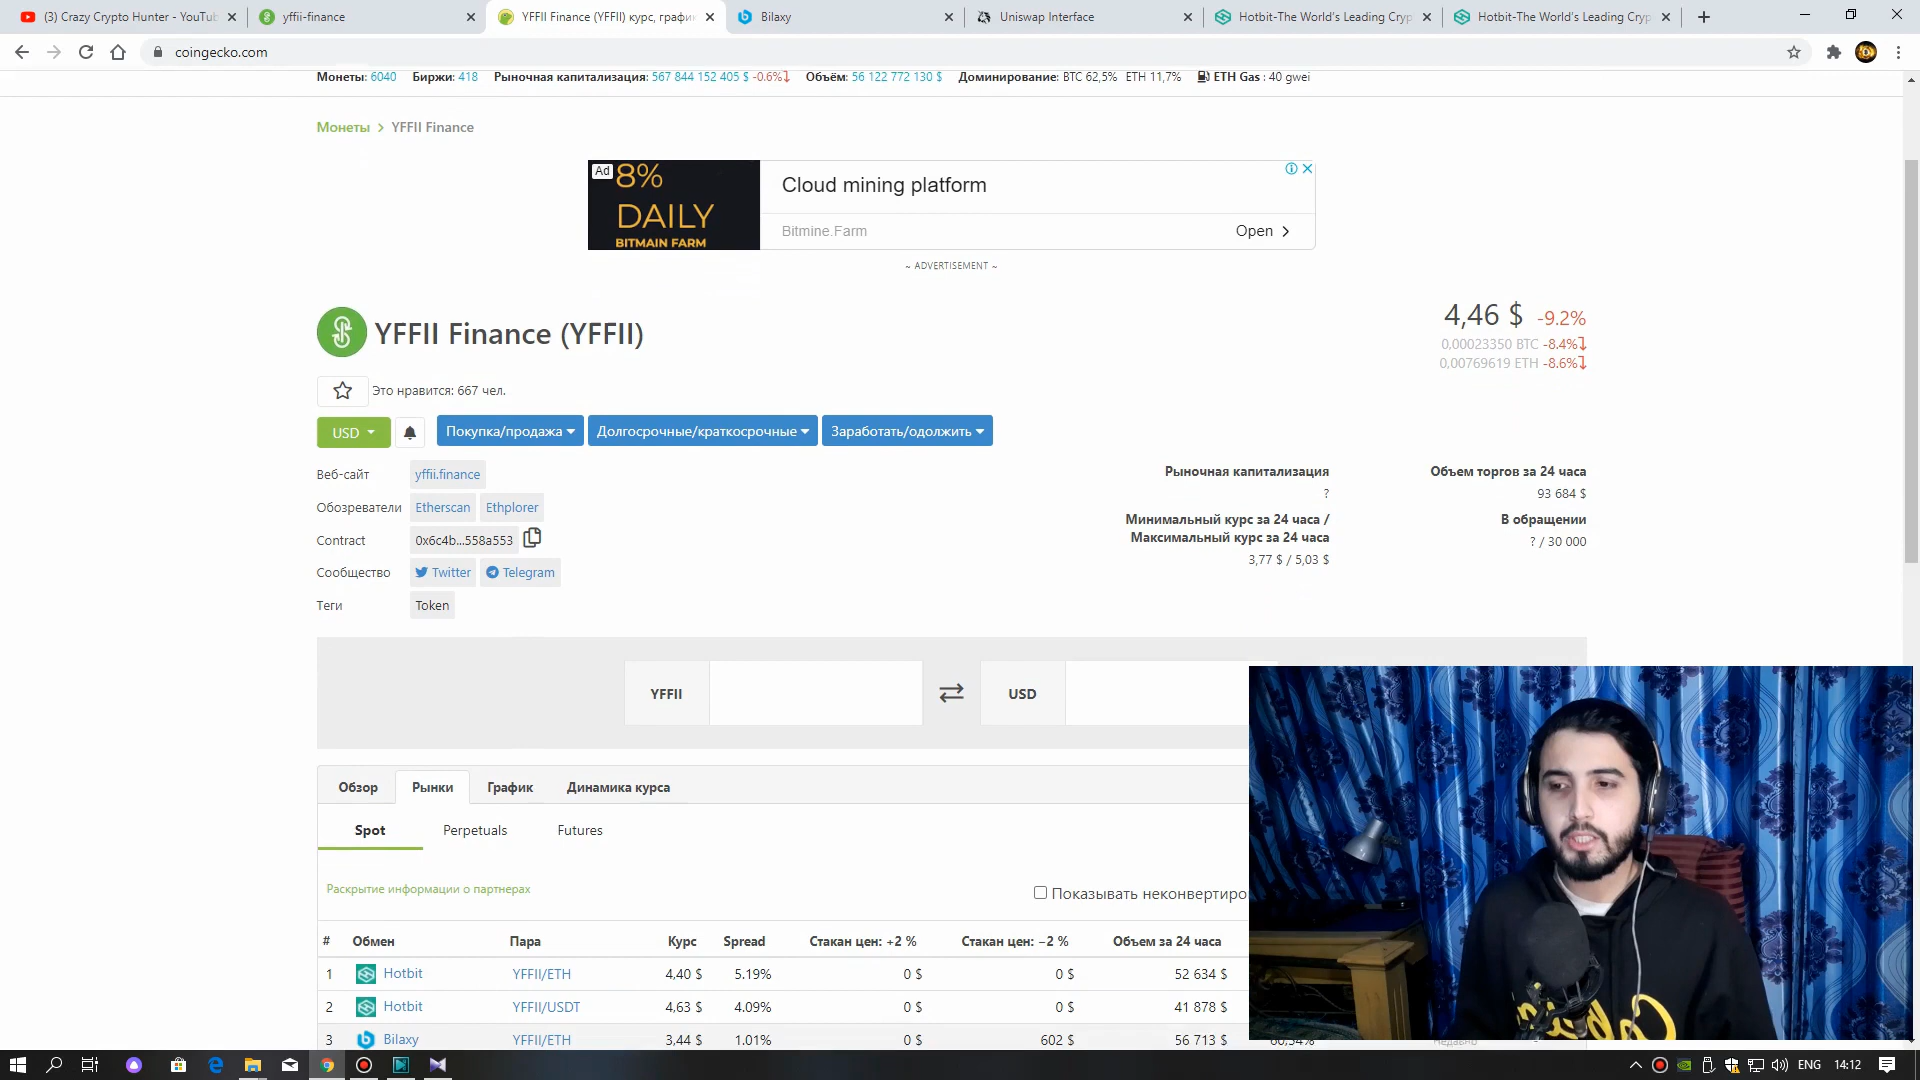 (3) Crazy Crypto Hunter - YouTub
yffii-finance
YFFII Finance (YFFII) курс, графи
Bilaxy
Uniswap Interface
Hotbit-The World's Leading Cryp
Hotbit-The World's Leading Cryp
coingecko.com
Монеты: 6040 Биржи: 418 Рыночная капитализация: 567 844 152 405 $ -0.6% Объём: 56 122 772 130 $ Доминирование: BTC 62,5% ETH 11,7% ETH Gas : 40 gwei
Монеты > YFFII Finance
Ad
8%
DAILY
BITMAIN FARM
Cloud mining platform
Bitmine.Farm
Open
~ ADVERTISEMENT ~
YFFII Finance (YFFII)
4,46 $ -9.2%
0,00023350 BTC -8.4%
0,00769619 ETH -8.6%
Это нравится: 667 чел.
USD
Покупка/продажа
Долгосрочные/краткосрочные
Заработать/одолжить
Веб-сайт yffii.finance
Обозреватели Etherscan Ethplorer
Contract 0x6c4b...558a553
Сообщество Twitter Telegram
Теги Token
Рыночная капитализация
?
Минимальный курс за 24 часа /
Максимальный курс за 24 часа
3,77 $ / 5,03 $
Объем торгов за 24 часа
93 684 $
В обращении
? / 30 000
YFFII
USD
Обзор Рынки График Динамика курса
Spot Perpetuals Futures
Раскрытие информации о партнерах
Показывать неконвертиро
# Обмен Пара Курс Spread Стакан цен: +2 % Стакан цен: −2 % Объем за 24 часа
1 Hotbit YFFII/ETH 4,40 $ 5.19% 0 $ 0 $ 52 634 $
2 Hotbit YFFII/USDT 4,63 $ 4.09% 0 $ 0 $ 41 878 $
3 Bilaxy YFFII/ETH 3,44 $ 1.01% 0 $ 602 $ 56 713 $
ENG 14:12